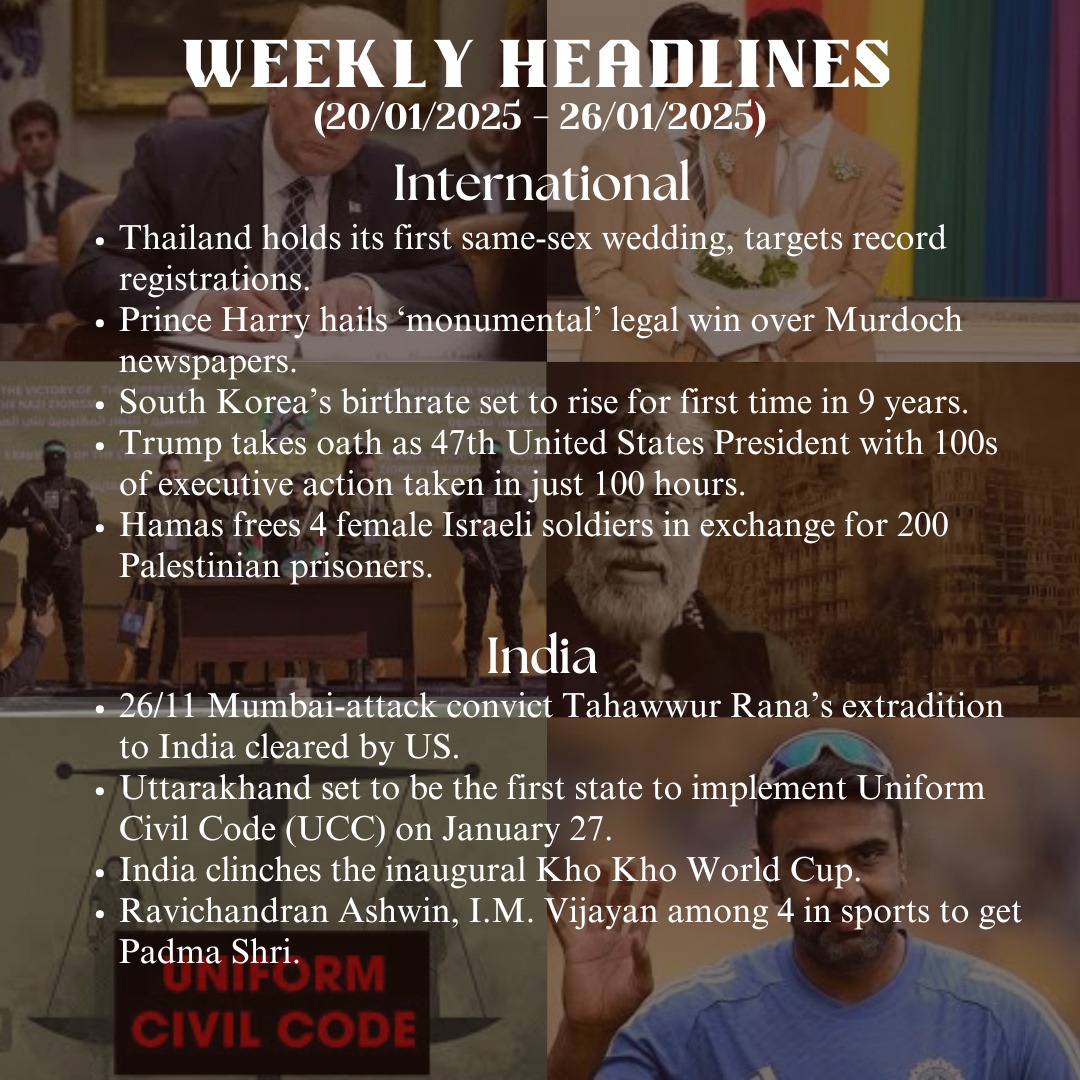 WEEKLY HEADLINES
(20/01/2025 - 26/01/2025)
International
• Thailand holds its first same-sex wedding, targets record
registrations.
• Prince Harry hails ‘monumental’ legal win over Murdoch
newspapers.
• South Korea’s birthrate set to rise for first time in 9 years.
• Trump takes oath as 47th United States President with 100s
of executive action taken in just 100 hours.
• Hamas frees 4 female Israeli soldiers in exchange for 200
Palestinian prisoners.
THE VICTORY OF
India
• 26/11 Mumbai-attack convict Tahawwur Rana’s extradition
to India cleared by US.
• Uttarakhand set to be the first state to implement Uniform
Civil Code (UCC) on January 27.
• India clinches the inaugural Kho Kho World Cup.
• Ravichandran Ashwin, I.M. Vijayan among 4 in sports to get
Padma Shri.
UNIFORM
CIVIL CODE